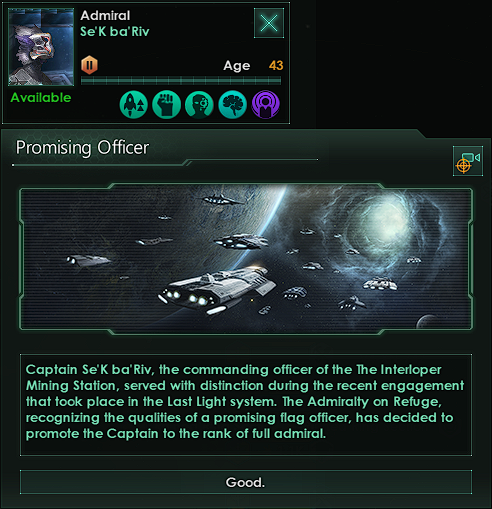 Admiral
Se'K ba'Riv
II
Age 43
Available
Promising Officer
Captain Se'K ba'Riv, the commanding officer of the The Interloper
Mining Station, served with distinction during the recent engagement
that took place in the Last Light system. The Admiralty on Refuge,
recognizing the qualities of a promising flag officer, has decided to
promote the Captain to the rank of full admiral.
Good.